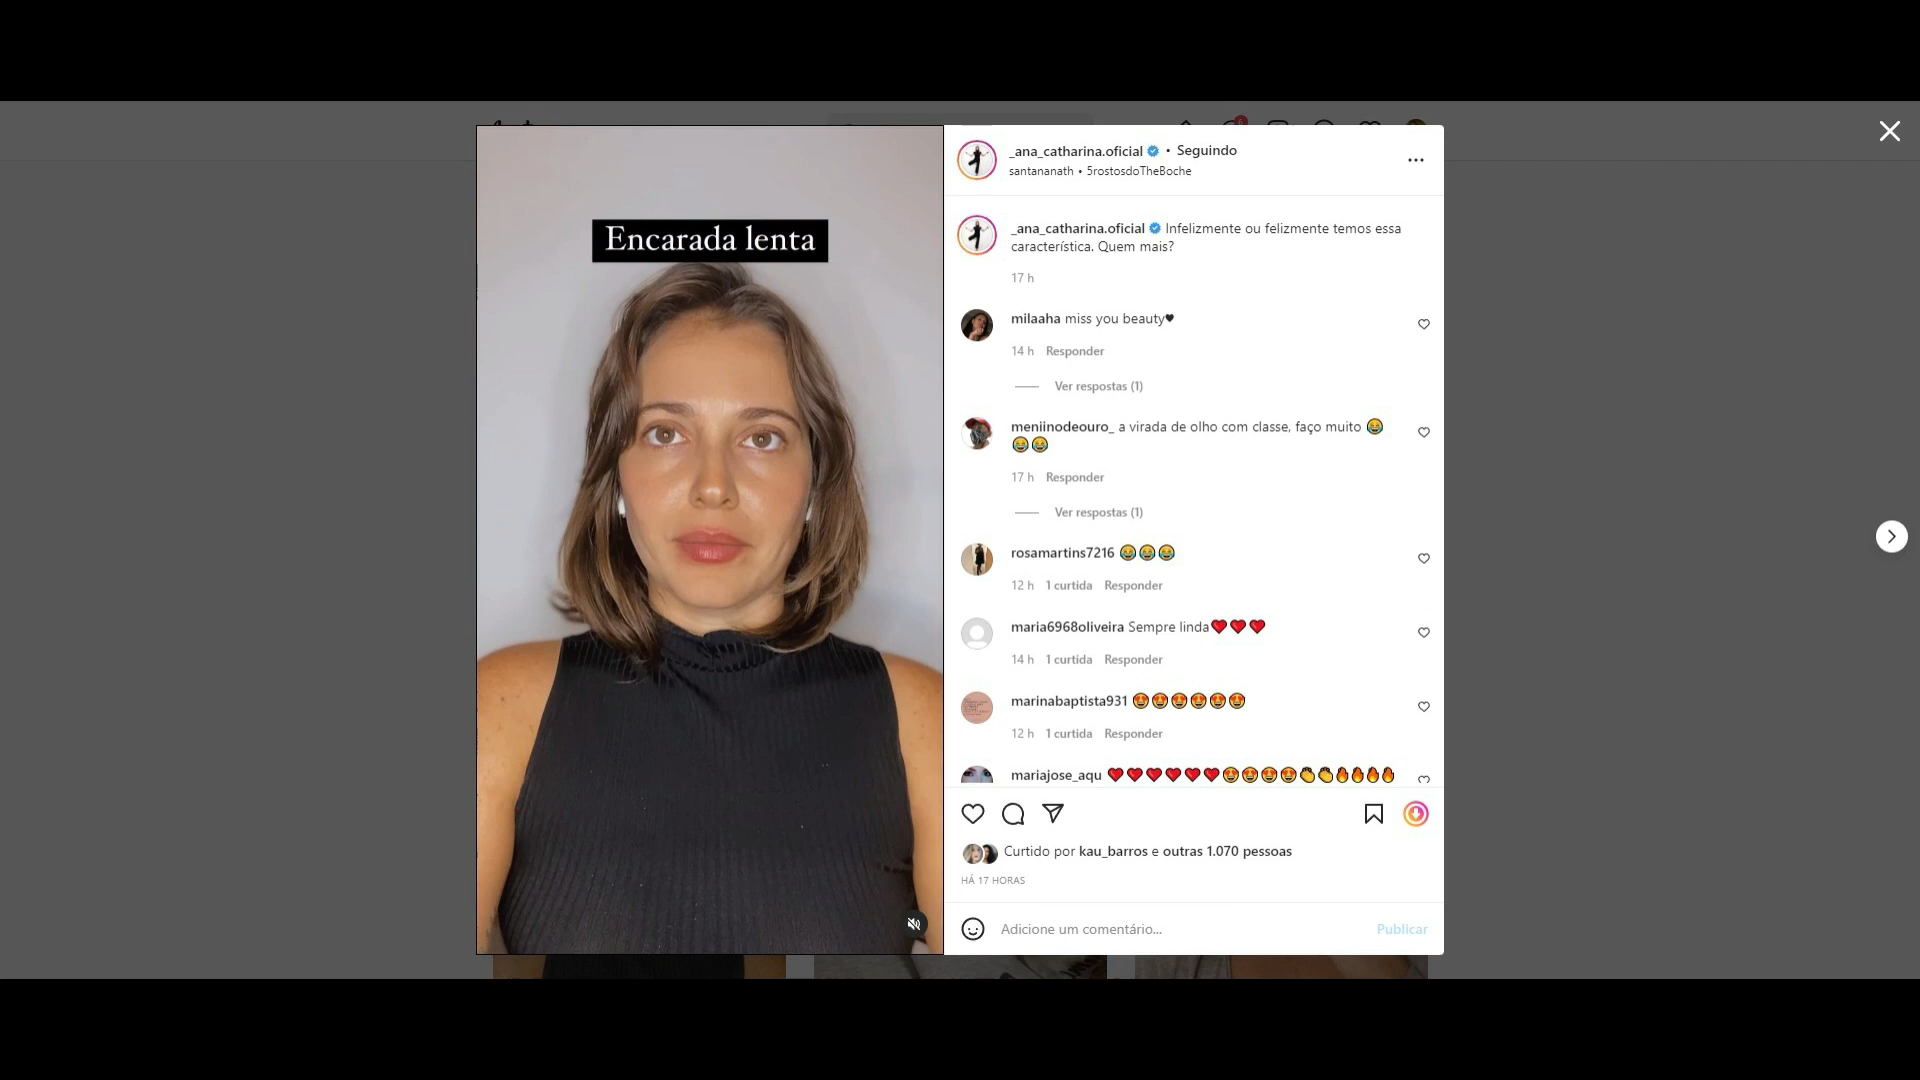 Encarada lenta
_ana_catharina.oficial • Seguindo
santananath • 5rostosdoTheBoche
_ana_catharina.oficial Infelizmente ou felizmente temos essa
característica. Quem mais?
17 h
milaaha miss you beauty♥
14 h Responder
Ver respostas (1)
meniinodeouro_ a virada de olho com classe, faço muito 😂
😂😂
17 h Responder
Ver respostas (1)
rosamartins7216 😂😂😂
12 h 1 curtida Responder
maria6968oliveira Sempre linda❤❤❤
14 h 1 curtida Responder
marinabaptista931 😍😍😍😍😍😍
12 h 1 curtida Responder
mariajose_aqu ❤❤❤❤❤❤😍😍😍😍👏👏🔥🔥🔥🔥
Curtido por kau_barros e outras 1.070 pessoas
HÁ 17 HORAS
Adicione um comentário... Publicar